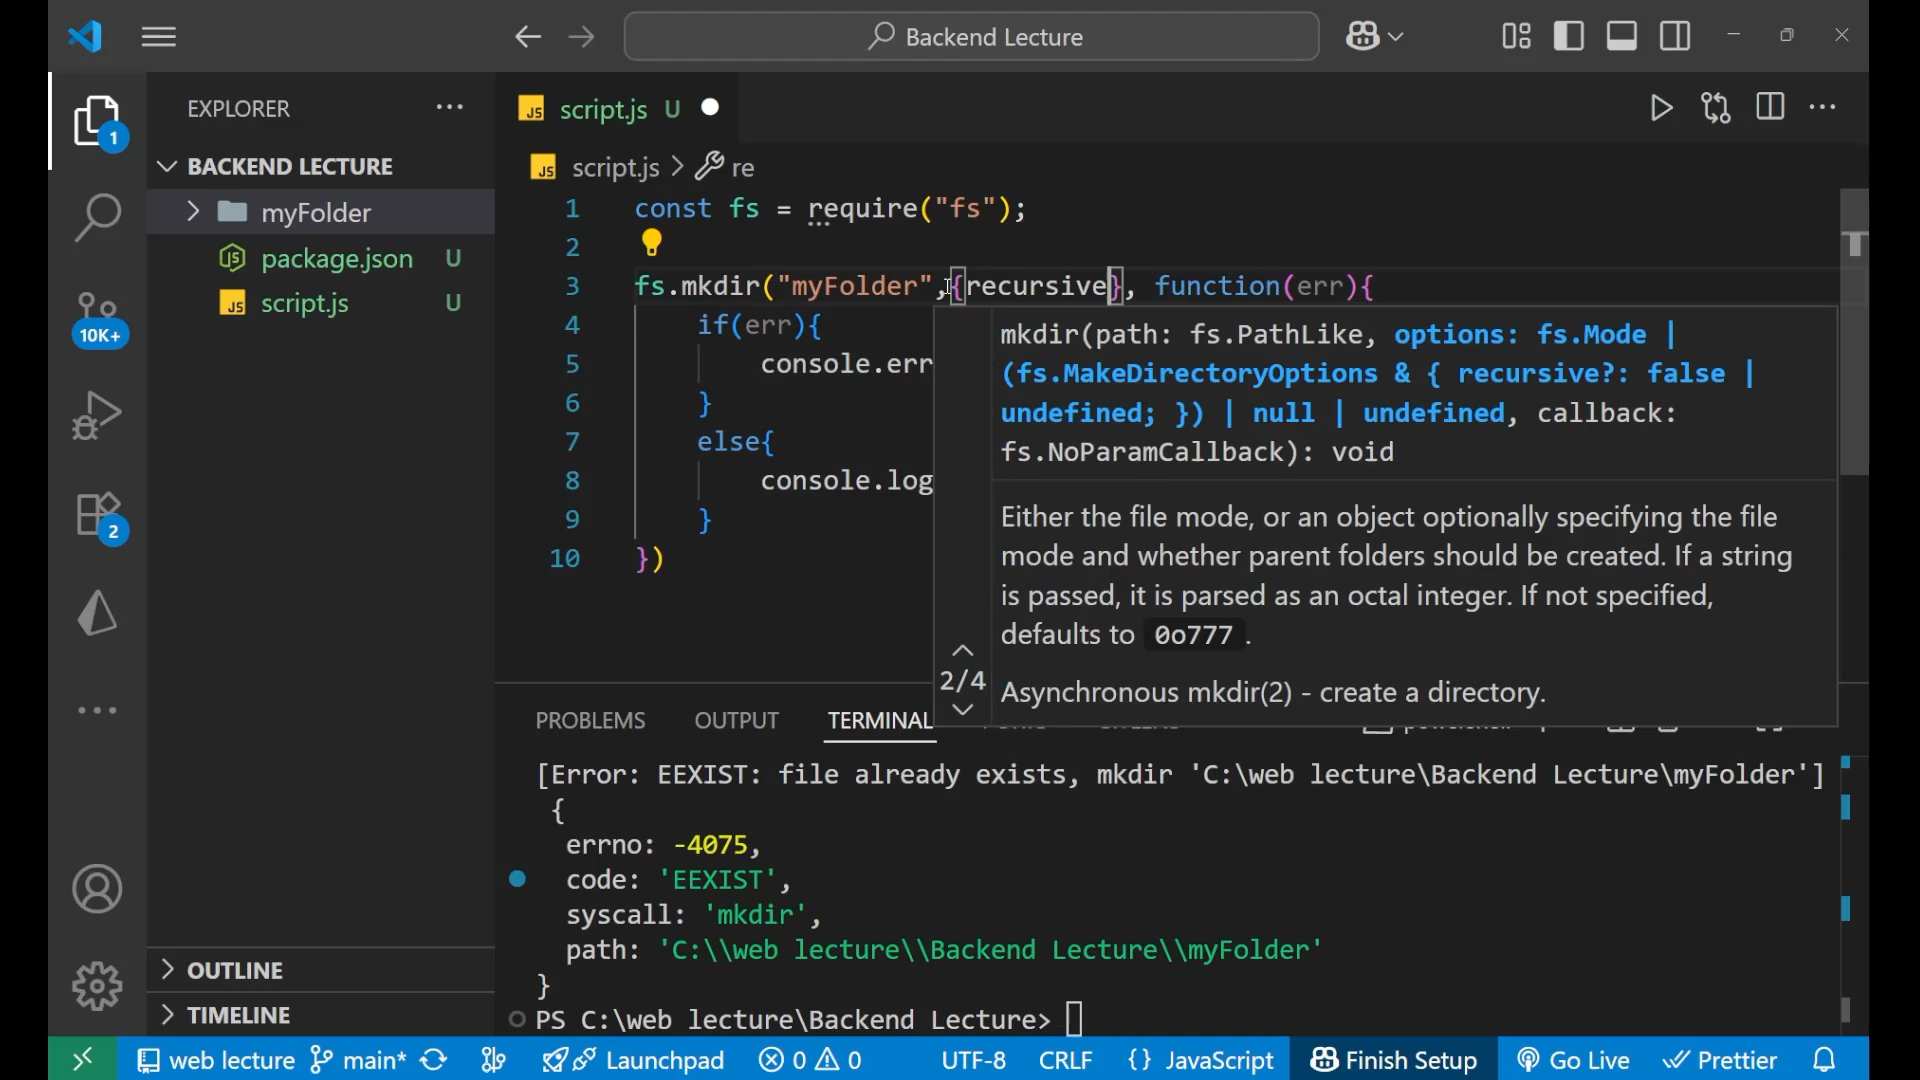 Backend Lecture
EXPLORER
1
BACKEND LECTURE
myFolder
package.json U
script.js U
10K+
2
OUTLINE
TIMELINE
JS script.js U
JS script.js > re
1 const fs = require("fs");
2
3 fs.mkdir("myFolder",{recursive}, function(err){
4 if(err){
5 console.err
6 }
7 else{
8 console.log
9 }
10 })
mkdir(path: fs.PathLike, options: fs.Mode |
(fs.MakeDirectoryOptions & { recursive?: false |
undefined; }) | null | undefined, callback:
fs.NoParamCallback): void
Either the file mode, or an object optionally specifying the file
mode and whether parent folders should be created. If a string
is passed, it is parsed as an octal integer. If not specified,
defaults to 0o777 .
2/4
Asynchronous mkdir(2) - create a directory.
PROBLEMS OUTPUT TERMINAL
[Error: EEXIST: file already exists, mkdir 'C:\web lecture\Backend Lecture\myFolder']
{
errno: -4075,
code: 'EEXIST',
syscall: 'mkdir',
path: 'C:\\web lecture\\Backend Lecture\\myFolder'
}
PS C:\web lecture\Backend Lecture>
web lecture main* Launchpad 0 0 UTF-8 CRLF {} JavaScript Finish Setup Go Live Prettier